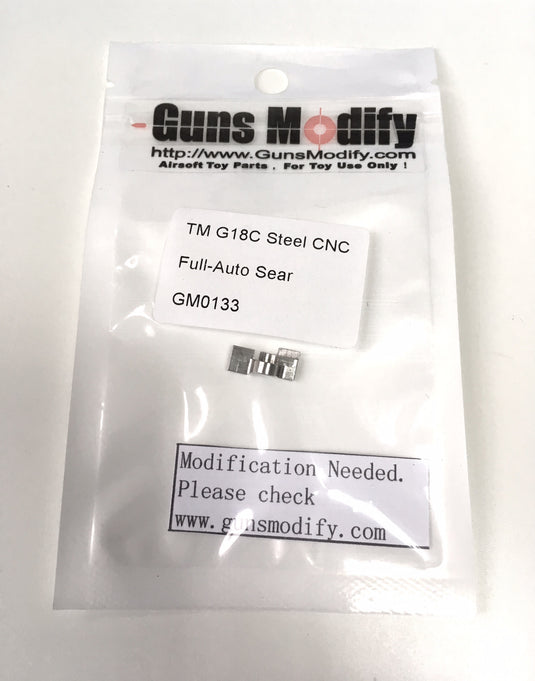 Guns Modify
http://www.GunsModify.com
Airsoft Toy Parts , For Toy Use Only !
TM G18C Steel CNC
Full-Auto Sear
GM0133
Modification Needed.
Please check
www.gunsmodify.com